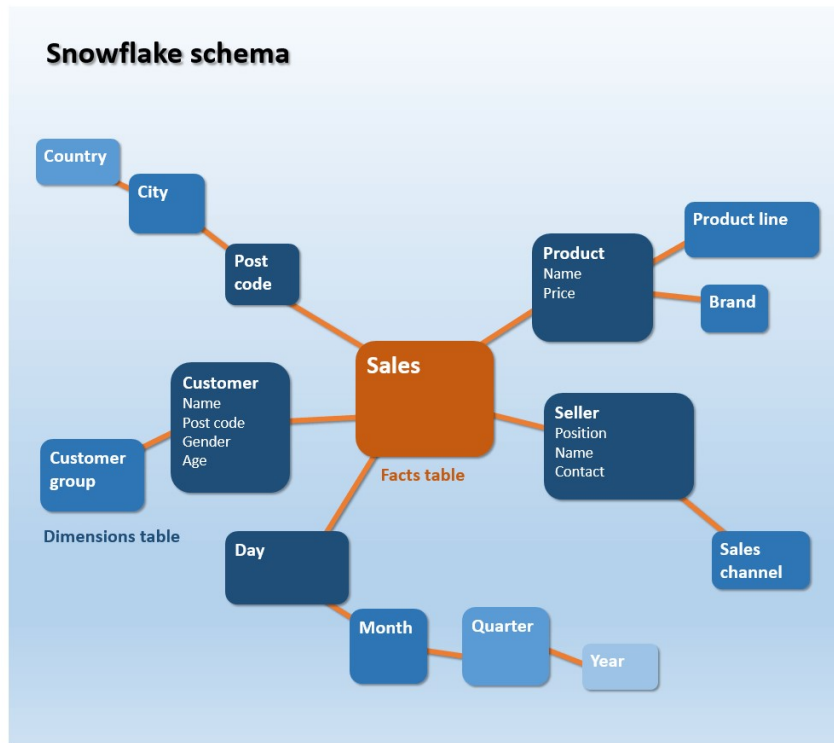 Snowflake schema
Country
City
Post
code
Product
Name
Price
Product line
Brand
Sales
Facts table
Customer
Name
Post code
Gender
Age
Customer
group
Dimensions table
Seller
Position
Name
Contact
Sales
channel
Day
Month
Quarter
Year